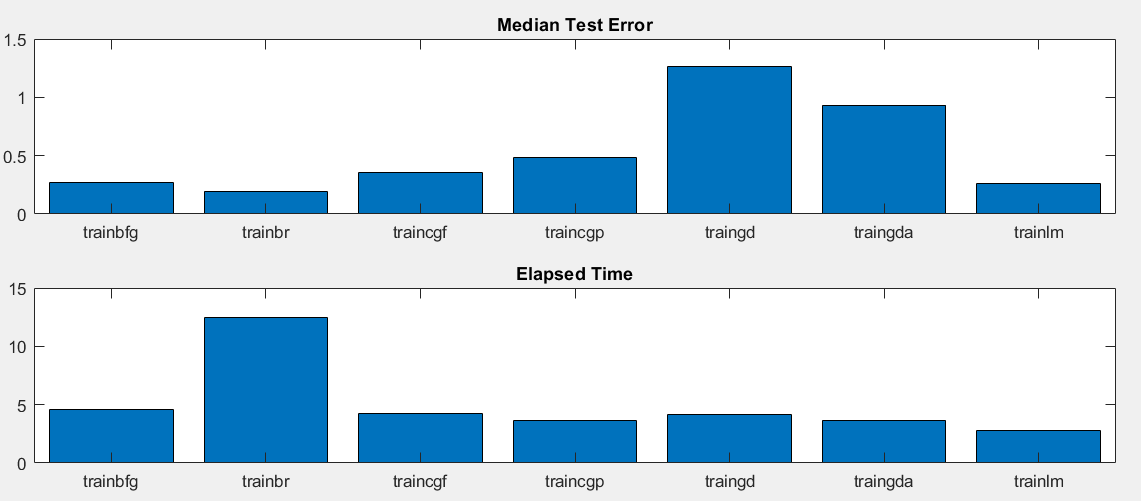 Median Test Error
1.5
1
0.5
0
trainbfg trainbr traincgf traincgp traingd traingda trainlm
Elapsed Time
15
10
5
0
trainbfg trainbr traincgf traincgp traingd traingda trainlm